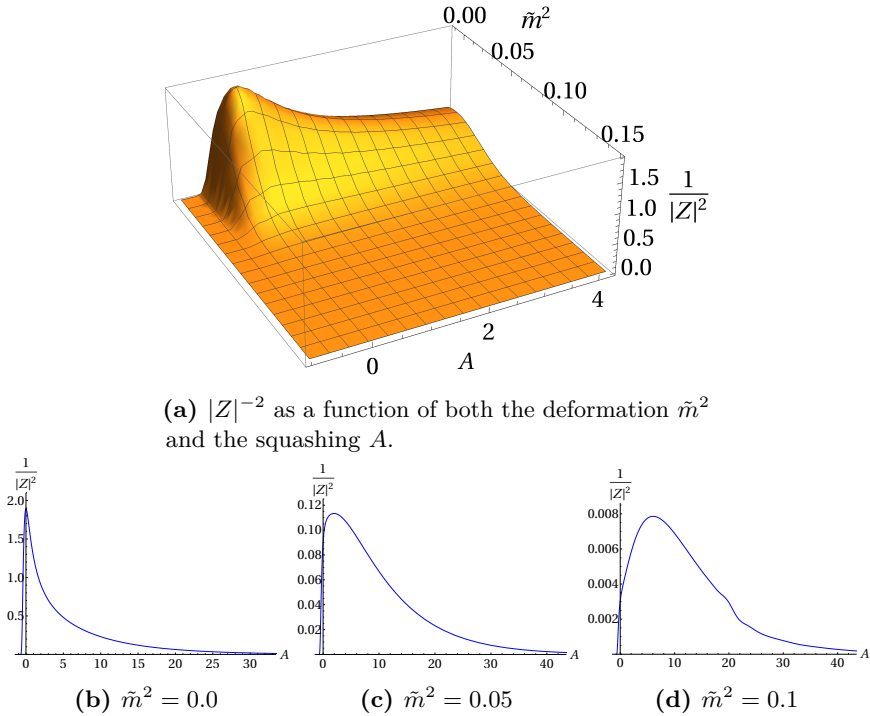 0.00 m̃²
0.05
0.10
0.15
1.5
1.0
0.5
0.0
1
|Z|²
0 2 4
A
(a) |Z|⁻² as a function of both the deformation m̃²
and the squashing A.
1
|Z|²
2.0
1.5
1.0
0.5
0 5 10 15 20 25 30 A
1
|Z|²
0.12
0.10
0.08
0.06
0.04
0.02
0 10 20 30 40 A
1
|Z|²
0.008
0.006
0.004
0.002
0 10 20 30 40 A
(b) m̃² = 0.0
(c) m̃² = 0.05
(d) m̃² = 0.1